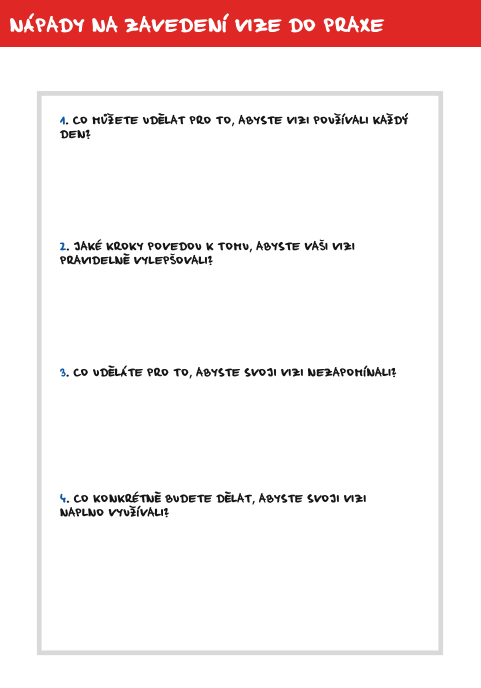 NÁPADY NA ZAVEDENÍ VIZE DO PRAXE
1. CO MŮŽETE UDĚLAT PRO TO, ABYSTE VIZI POUŽÍVALI KAŽDÝ
DEN?
2. JAKÉ KROKY POVEDOU K TOMU, ABYSTE VAŠI VIZI
PRAVIDELNĚ VYLEPŠOVALI?
3. CO UDĚLÁTE PRO TO, ABYSTE SVOJI VIZI NEZAPOMÍNALI?
4. CO KONKRÉTNĚ BUDETE DĚLAT, ABYSTE SVOJI VIZI
NAPLNO VYUŽÍVALI?